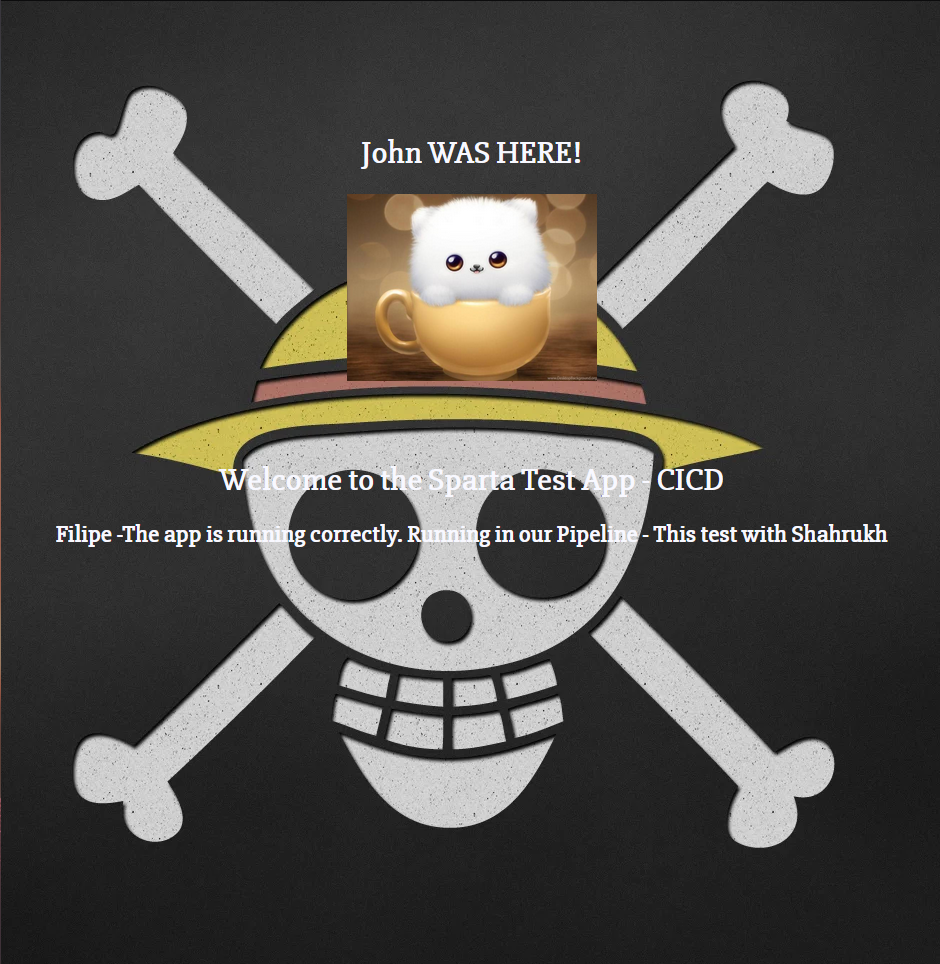 John WAS HERE!
Welcome to the Sparta Test App - CICD
Filipe -The app is running correctly. Running in our Pipeline - This test with Shahrukh